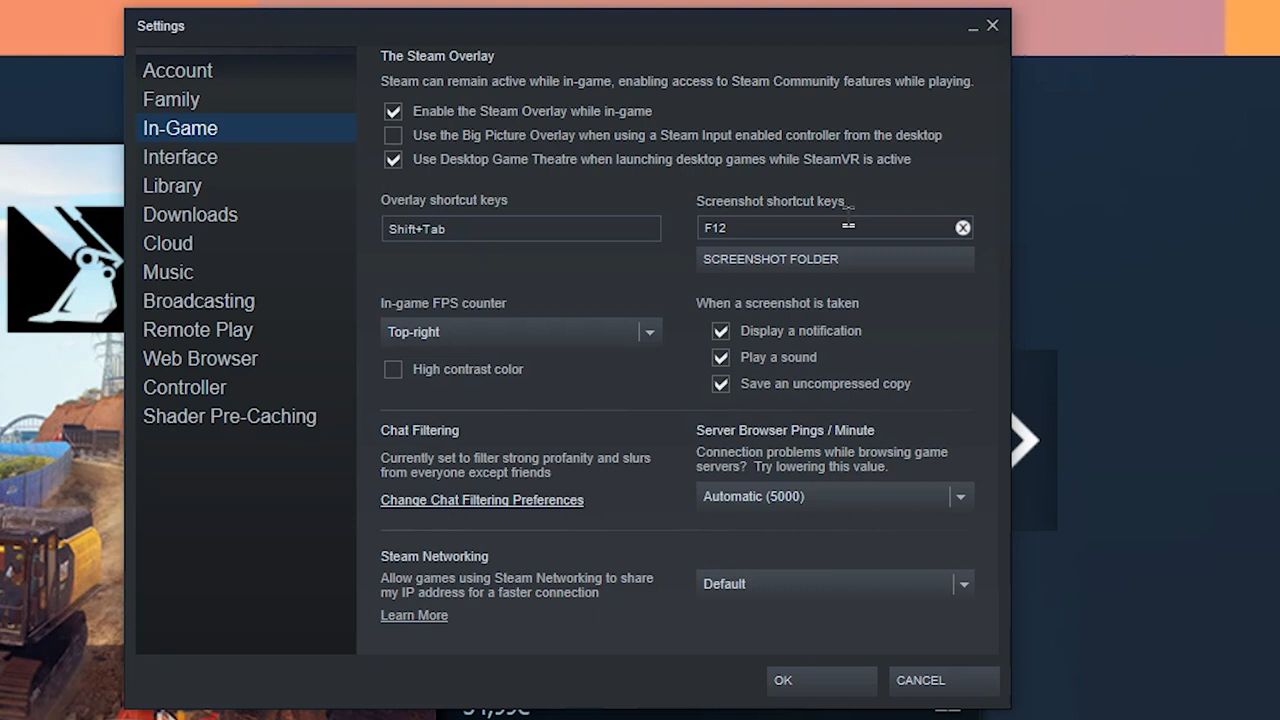 Settings
Account
Family
In-Game
Interface
Library
Downloads
Cloud
Music
Broadcasting
Remote Play
Web Browser
Controller
Shader Pre-Caching
The Steam Overlay
Steam can remain active while in-game, enabling access to Steam Community features while playing.
Enable the Steam Overlay while in-game
Use the Big Picture Overlay when using a Steam Input enabled controller from the desktop
Use Desktop Game Theatre when launching desktop games while SteamVR is active
Overlay shortcut keys
Shift+Tab
Screenshot shortcut keys
F12
SCREENSHOT FOLDER
In-game FPS counter
Top-right
High contrast color
When a screenshot is taken
Display a notification
Play a sound
Save an uncompressed copy
Chat Filtering
Currently set to filter strong profanity and slurs
from everyone except friends
Change Chat Filtering Preferences
Server Browser Pings / Minute
Connection problems while browsing game
servers? Try lowering this value.
Automatic (5000)
Steam Networking
Allow games using Steam Networking to share
my IP address for a faster connection
Learn More
Default
OK
CANCEL